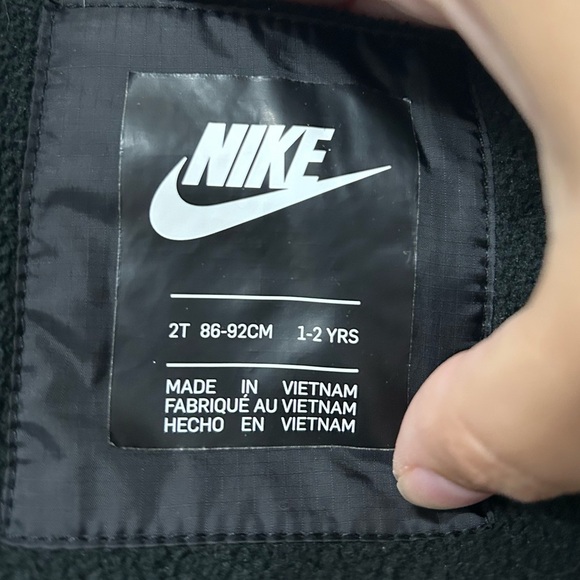 NIKE
2T 86-92CM 1-2 YRS
MADE IN VIETNAM
FABRIQUÉ AU VIETNAM
HECHO EN VIETNAM